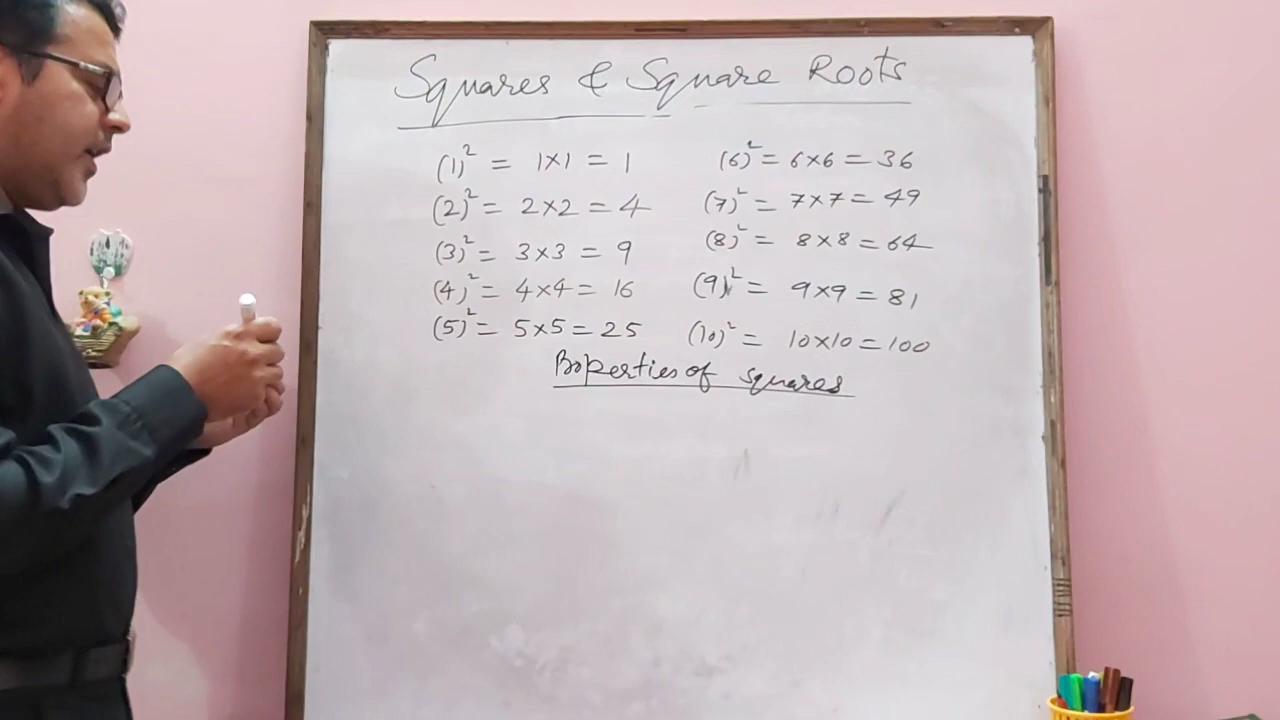 Squares & Square Roots
(1)² = 1×1 = 1
(2)² = 2×2 = 4
(3)² = 3×3 = 9
(4)² = 4×4 = 16
(5)² = 5×5 = 25
(6)² = 6×6 = 36
(7)² = 7×7 = 49
(8)² = 8×8 = 64
(9)² = 9×9 = 81
(10)² = 10×10 = 100
Properties of squares